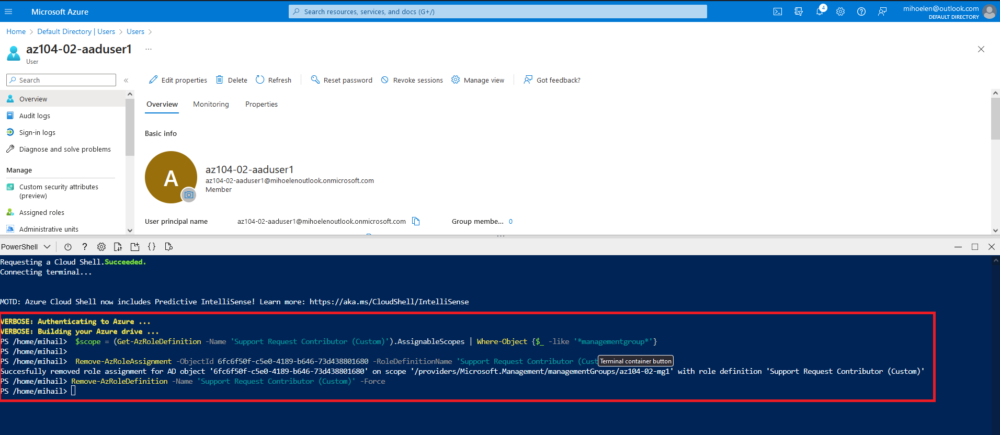 Microsoft Azure
Search resources, services, and docs (G+/)
4
mihoelen@outlook.com
DEFAULT DIRECTORY
Home > Default Directory | Users > Users >
az104-02-aaduser1 ...
User
Search
«
Edit properties
Delete
Refresh
Reset password
Revoke sessions
Manage view
Got feedback?
Overview
Audit logs
Sign-in logs
Diagnose and solve problems
Manage
Custom security attributes
(preview)
Assigned roles
Administrative units
Overview
Monitoring
Properties
Basic info
A
az104-02-aaduser1
az104-02-aaduser1@mihoelenoutlook.onmicrosoft.com
Member
User principal name
az104-02-aaduser1@mihoelenoutlook.onmicrosoft.com
Group membe... 0
PowerShell
Requesting a Cloud Shell.Succeeded.
Connecting terminal...
MOTD: Azure Cloud Shell now includes Predictive IntelliSense! Learn more: https://aka.ms/CloudShell/IntelliSense
VERBOSE: Authenticating to Azure ...
VERBOSE: Building your Azure drive ...
PS /home/mihail> $scope = (Get-AzRoleDefinition -Name 'Support Request Contributor (Custom)').AssignableScopes | Where-Object {$_ -like '*managementgroup*'}
PS /home/mihail>
PS /home/mihail> Remove-AzRoleAssignment -ObjectId 6fc6f50f-c5e0-4189-b646-73d438801680 -RoleDefinitionName 'Support Request Contributor (Cust
Terminal container button
Succesfully removed role assignment for AD object '6fc6f50f-c5e0-4189-b646-73d438801680' on scope '/providers/Microsoft.Management/managementGroups/az104-02-mg1' with role definition 'Support Request Contributor (Custom)'
PS /home/mihail> Remove-AzRoleDefinition -Name 'Support Request Contributor (Custom)' -Force
PS /home/mihail>